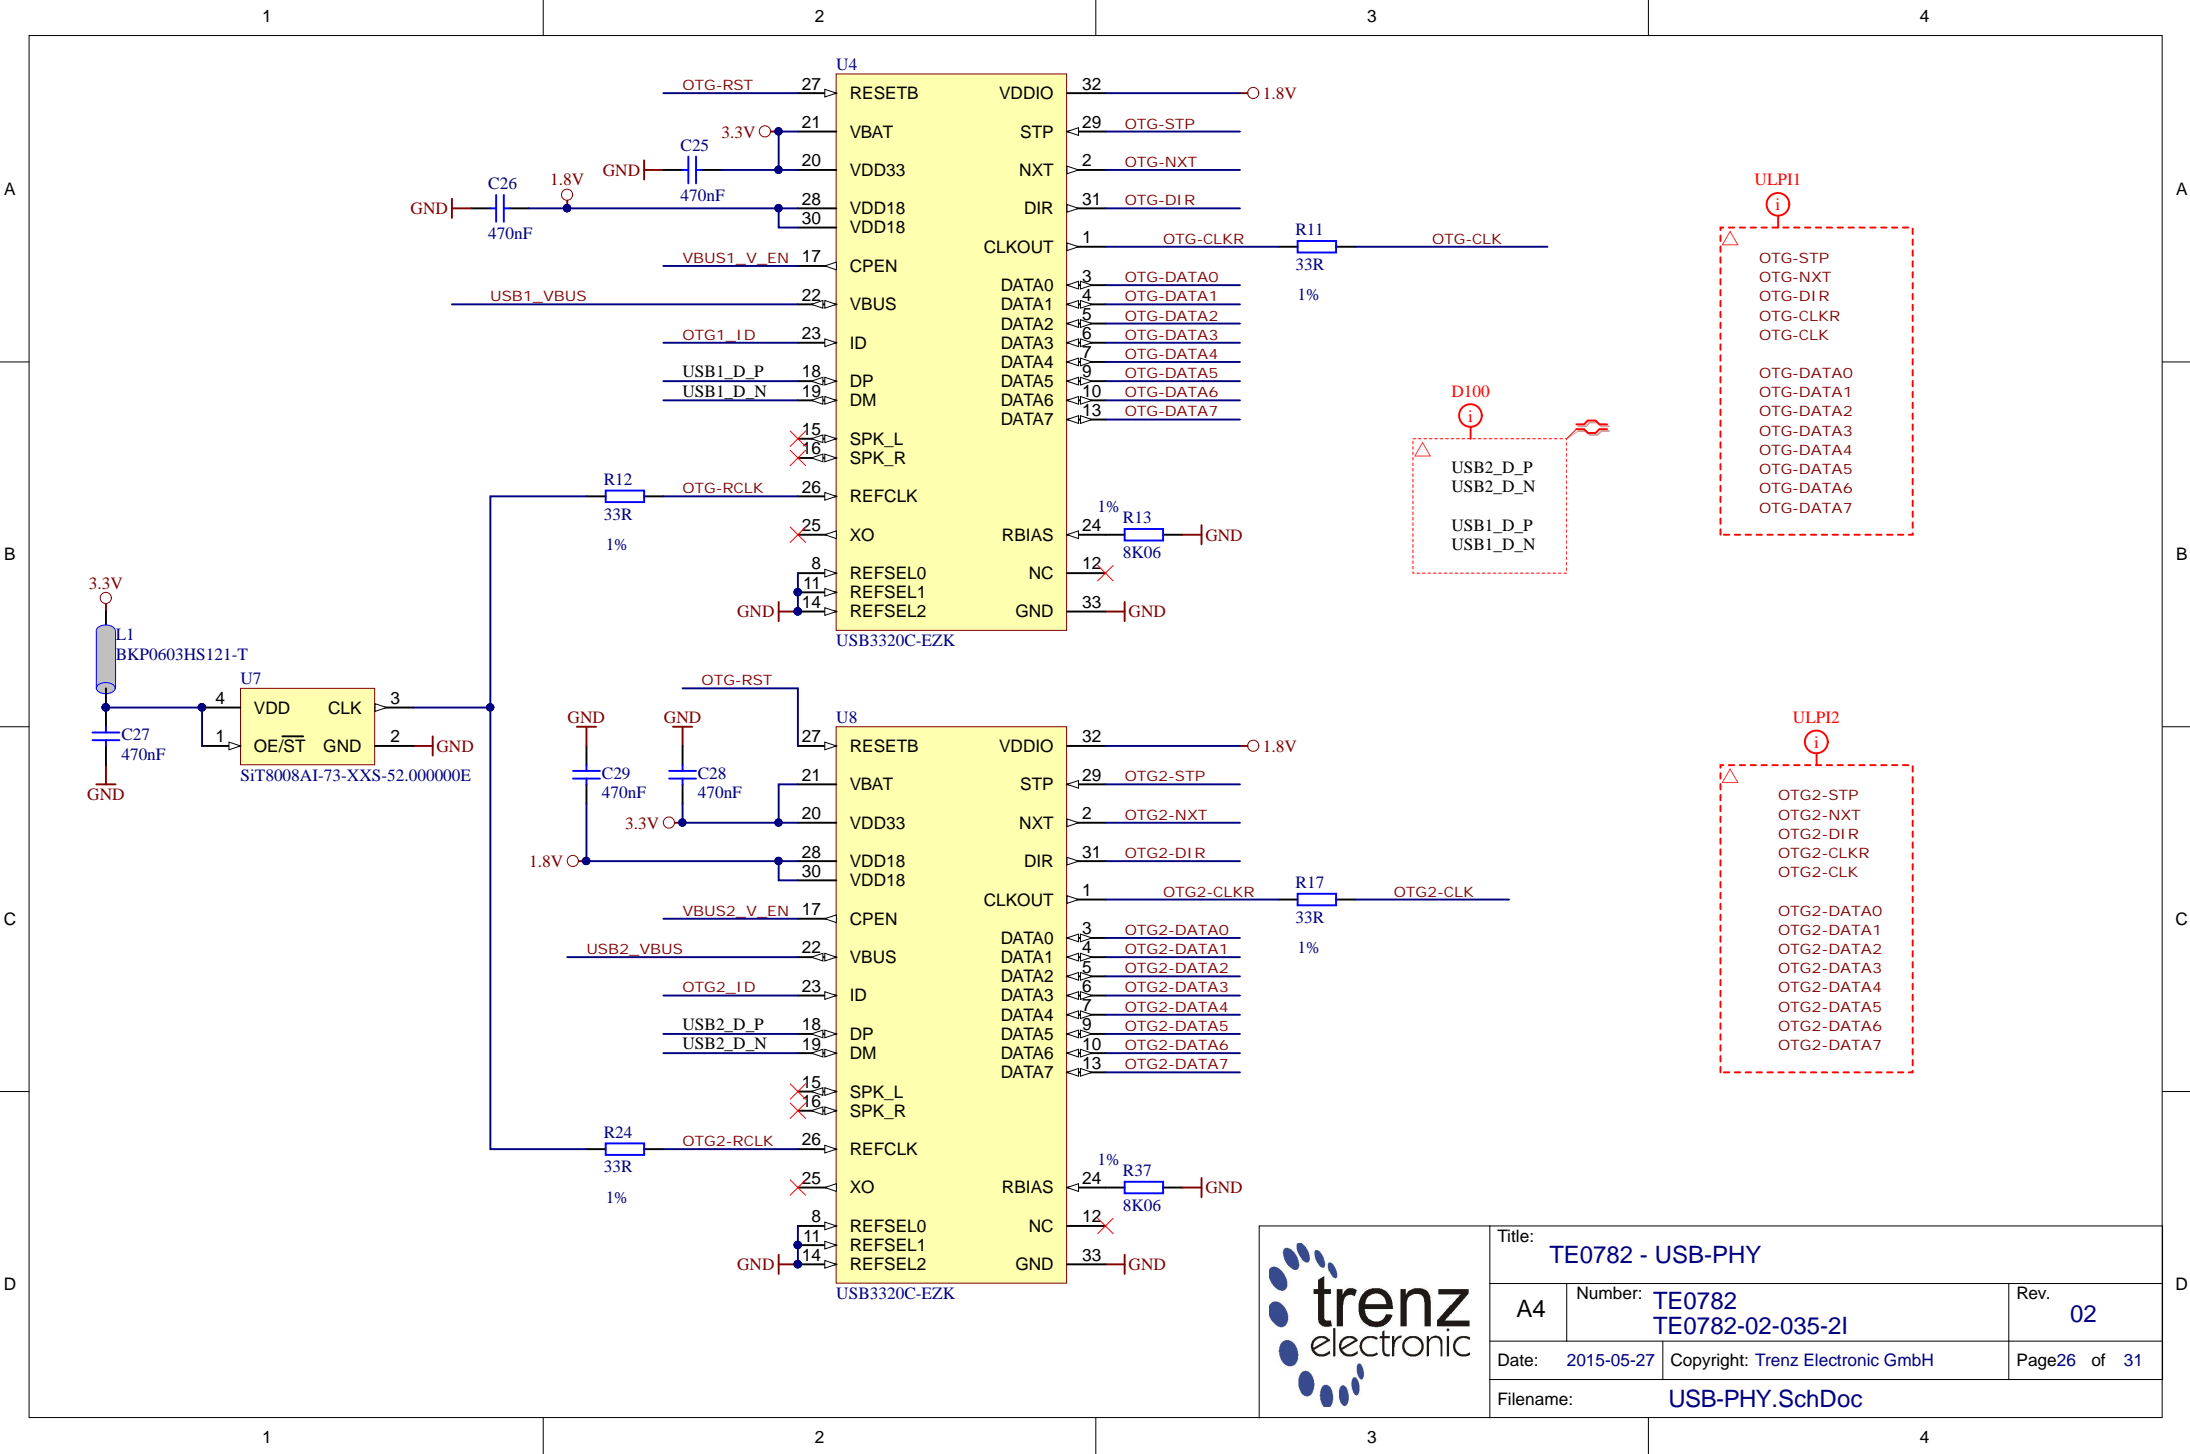 1 2 3 4
A A
B B
C C
D D
1 2 3 4
U4
USB3320C-EZK
OTG-RST 27 RESETB
3.3V 21 VBAT
20 VDD33
GND C25 470nF
GND C26 470nF 1.8V
28 VDD18
30 VDD18
VBUS1_V_EN 17 CPEN
USB1_VBUS 22 VBUS
OTG1_ID 23 ID
USB1_D_P 18 DP
USB1_D_N 19 DM
15 SPK_L
16 SPK_R
R12 33R 1%
OTG-RCLK 26 REFCLK
25 XO
8 REFSEL0
11 REFSEL1
GND 14 REFSEL2
VDDIO 32 1.8V
STP 29 OTG-STP
NXT 2 OTG-NXT
DIR 31 OTG-DIR
CLKOUT 1 OTG-CLKR R11 33R 1% OTG-CLK
DATA0 3 OTG-DATA0
DATA1 4 OTG-DATA1
DATA2 5 OTG-DATA2
DATA3 6 OTG-DATA3
DATA4 7 OTG-DATA4
DATA5 9 OTG-DATA5
DATA6 10 OTG-DATA6
DATA7 13 OTG-DATA7
RBIAS 24 1% R13 8K06 GND
NC 12
GND 33 GND
D100
i
USB2_D_P
USB2_D_N
USB1_D_P
USB1_D_N
ULPI1
i
OTG-STP
OTG-NXT
OTG-DIR
OTG-CLKR
OTG-CLK
OTG-DATA0
OTG-DATA1
OTG-DATA2
OTG-DATA3
OTG-DATA4
OTG-DATA5
OTG-DATA6
OTG-DATA7
3.3V
L1
BKP0603HS121-T
C27
470nF
GND
U7
4 VDD CLK 3
1 OE/ST GND 2 GND
SiT8008AI-73-XXS-52.000000E
U8
USB3320C-EZK
OTG-RST 27 RESETB
GND C29 470nF
GND C28 470nF
21 VBAT
3.3V 20 VDD33
1.8V 28 VDD18
30 VDD18
VBUS2_V_EN 17 CPEN
USB2_VBUS 22 VBUS
OTG2_ID 23 ID
USB2_D_P 18 DP
USB2_D_N 19 DM
15 SPK_L
16 SPK_R
R24 33R 1%
OTG2-RCLK 26 REFCLK
25 XO
8 REFSEL0
11 REFSEL1
GND 14 REFSEL2
VDDIO 32 1.8V
STP 29 OTG2-STP
NXT 2 OTG2-NXT
DIR 31 OTG2-DIR
CLKOUT 1 OTG2-CLKR R17 33R 1% OTG2-CLK
DATA0 3 OTG2-DATA0
DATA1 4 OTG2-DATA1
DATA2 5 OTG2-DATA2
DATA3 6 OTG2-DATA3
DATA4 7 OTG2-DATA4
DATA5 9 OTG2-DATA5
DATA6 10 OTG2-DATA6
DATA7 13 OTG2-DATA7
RBIAS 24 1% R37 8K06 GND
NC 12
GND 33 GND
ULPI2
i
OTG2-STP
OTG2-NXT
OTG2-DIR
OTG2-CLKR
OTG2-CLK
OTG2-DATA0
OTG2-DATA1
OTG2-DATA2
OTG2-DATA3
OTG2-DATA4
OTG2-DATA5
OTG2-DATA6
OTG2-DATA7
trenz
electronic
Title: TE0782 - USB-PHY
A4 Number: TE0782
TE0782-02-035-2I
Rev. 02
Date: 2015-05-27 Copyright: Trenz Electronic GmbH Page26 of 31
Filename: USB-PHY.SchDoc